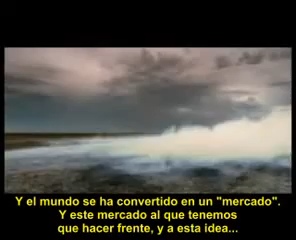 Y el mundo se ha convertido en un "mercado".
Y este mercado al que tenemos
que hacer frente, y a esta idea...